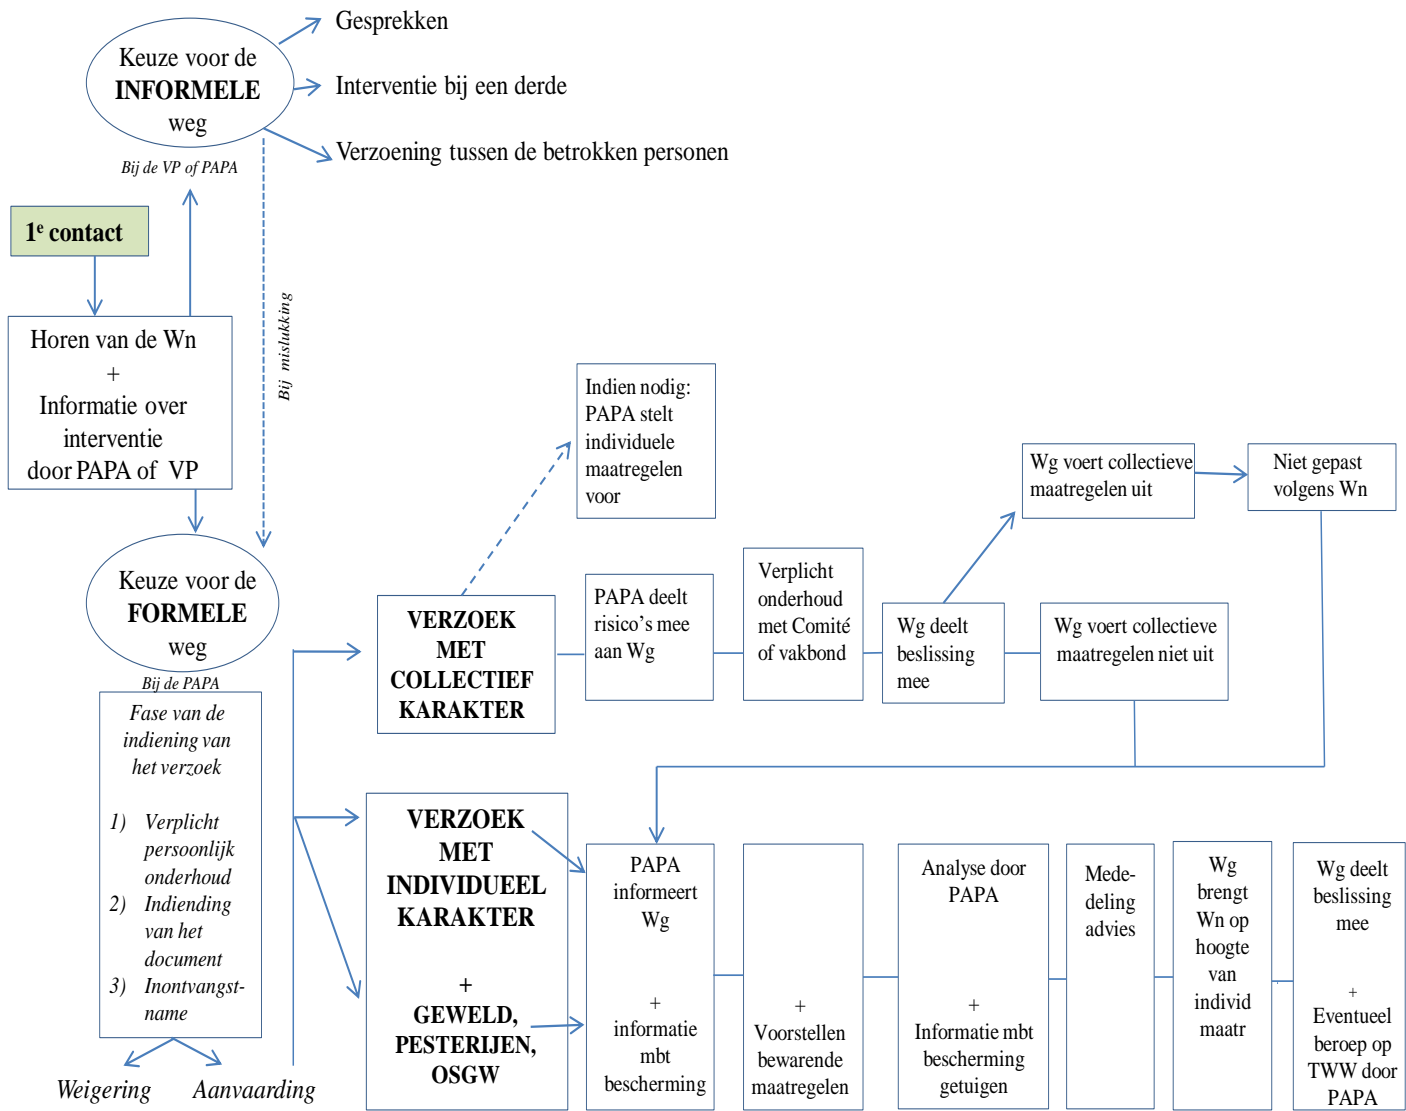 Keuze voor de
INFORMELE
weg
Gesprekken
Interventie bij een derde
Verzoening tussen de betrokken personen
Bij de VP of PAPA
1e contact
Horen van de Wn
+
Informatie over
interventie
door PAPA of VP
Bij mislukking
Keuze voor de
FORMELE
weg
Bij de PAPA
Fase van de
indiening van
het verzoek
1) Verplicht
persoonlijk
onderhoud
2) Indiending
van het
document
3) Inontvangst-
name
Weigering
Aanvaarding
Indien nodig:
PAPA stelt
individuele
maatregelen
voor
VERZOEK
MET
COLLECTIEF
KARAKTER
PAPA deelt
risico’s mee
aan Wg
Verplicht
onderhoud
met Comité
of vakbond
Wg deelt
beslissing
mee
Wg voert collectieve
maatregelen uit
Niet gepast
volgens Wn
Wg voert collectieve
maatregelen niet uit
VERZOEK
MET
INDIVIDUEEL
KARAKTER
+
GEWELD,
PESTERIJEN,
OSGW
PAPA
informeert
Wg
+
informatie
mbt
bescherming
+
Voorstellen
bewarende
maatregelen
Analyse door
PAPA
+
Informatie mbt
bescherming
getuigen
Mede-
deling
advies
Wg
brengt
Wn op
hoogte
van
individ
maatr
Wg deelt
beslissing
mee
+
Eventueel
beroep op
TWW door
PAPA